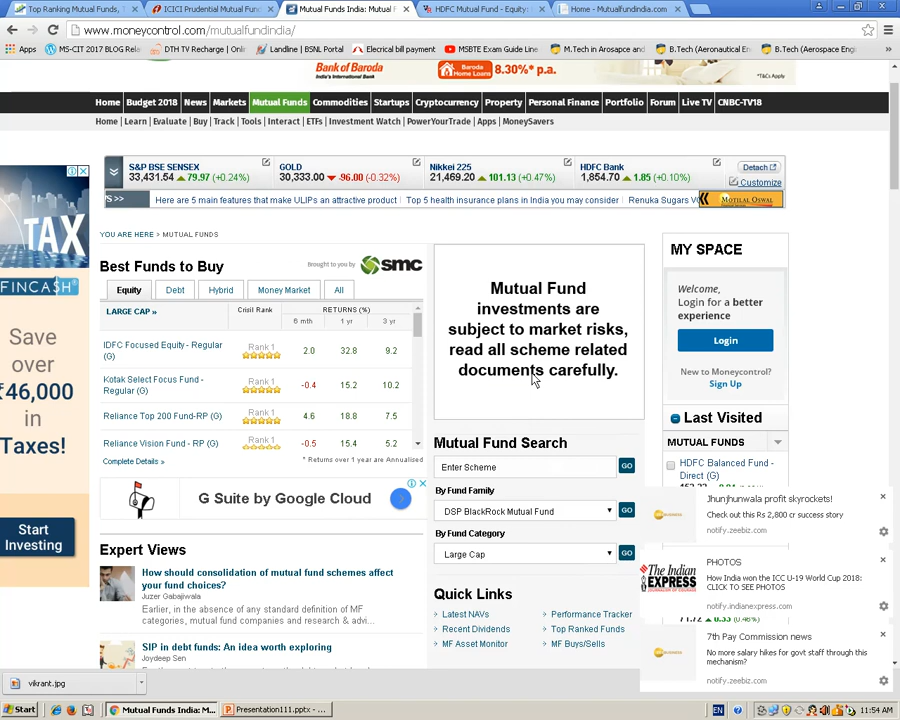 Top Ranking Mutual Funds,
ICICI Prudential Mutual Fund
Mutual Funds India: Mutual f
HDFC Mutual Fund - Equity:
Home - Mutualfundindia.com
www.moneycontrol.com/mutualfundindia/
Apps
MS-CIT 2017 BLOG Rela
DTH TV Recharge | Onli
Landline | BSNL Portal
Elecrical bill payment
MSBTE Exam Guide Line
M.Tech in Arosapce and
B.Tech (Aeronautical E
B.Tech (Aerospace Eng
»
Bank of Baroda
India's International Bank
Baroda
Home Loans
8.30% p.a.
*T&Cs Apply
Home
Budget 2018
News
Markets
Mutual Funds
Commodities
Startups
Cryptocurrency
Property
Personal Finance
Portfolio
Forum
Live TV
CNBC-TV18
Home | Learn | Evaluate | Buy | Track | Tools | Interact | ETFs | Investment Watch | PowerYourTrade | Apps | MoneySavers
S&P BSE SENSEX
33,431.54 ▲ 79.97 (+0.24%)
GOLD
30,333.00 ▼ -96.00 (-0.32%)
Nikkei 225
21,469.20 ▲ 101.13 (+0.47%)
HDFC Bank
1,854.70 ▲ 1.85 (+0.10%)
Detach
Customize
S >>
Here are 5 main features that make ULIPs an attractive product
Top 5 health insurance plans in India you may consider
Renuka Sugars
MOTILAL OSWAL
TAX
FINCASH
Save
over
₹46,000
in
Taxes!
Start
Investing
YOU ARE HERE > MUTUAL FUNDS
Best Funds to Buy
Brought to you by
smc
Equity
Debt
Hybrid
Money Market
All
LARGE CAP »
Crisil Rank
RETURNS (%)
6 mth
1 yr
3 yr
IDFC Focused Equity - Regular
(G)
Rank 1
2.0
32.8
9.2
Kotak Select Focus Fund -
Regular (G)
Rank 1
-0.4
15.2
10.2
Reliance Top 200 Fund-RP (G)
Rank 1
4.6
18.8
7.5
Reliance Vision Fund - RP (G)
Rank 1
-0.5
15.4
5.2
Complete Details »
* Returns over 1 year are Annualised
G Suite by Google Cloud
Expert Views
How should consolidation of mutual fund schemes affect
your fund choices?
Juzer Gabajiwala
Earlier, in the absence of any standard definition of MF
categories, mutual fund companies and research & advi...
SIP in debt funds: An idea worth exploring
Joydeep Sen
Mutual Fund
investments are
subject to market risks,
read all scheme related
documents carefully.
Mutual Fund Search
Enter Scheme
GO
By Fund Family
DSP BlackRock Mutual Fund
GO
By Fund Category
Large Cap
GO
Quick Links
Latest NAVs
Performance Tracker
Recent Dividends
Top Ranked Funds
MF Asset Monitor
MF Buys/Sells
MY SPACE
Welcome,
Login for a better
experience
Login
New to Moneycontrol?
Sign Up
Last Visited
MUTUAL FUNDS
HDFC Balanced Fund -
Direct (G)
Jhunjhunwala profit skyrockets!
Check out this Rs 2,800 cr success story
notify.zeebiz.com
PHOTOS
The Indian
EXPRESS
How India won the ICC U-19 World Cup 2018:
CLICK TO SEE PHOTOS
notify.indianexpress.com
7th Pay Commission news
No more salary hikes for govt staff through this
mechanism?
notify.zeebiz.com
vikrant.jpg
Start
Mutual Funds India: M...
Presentation111.pptx - ...
EN
11:54 AM